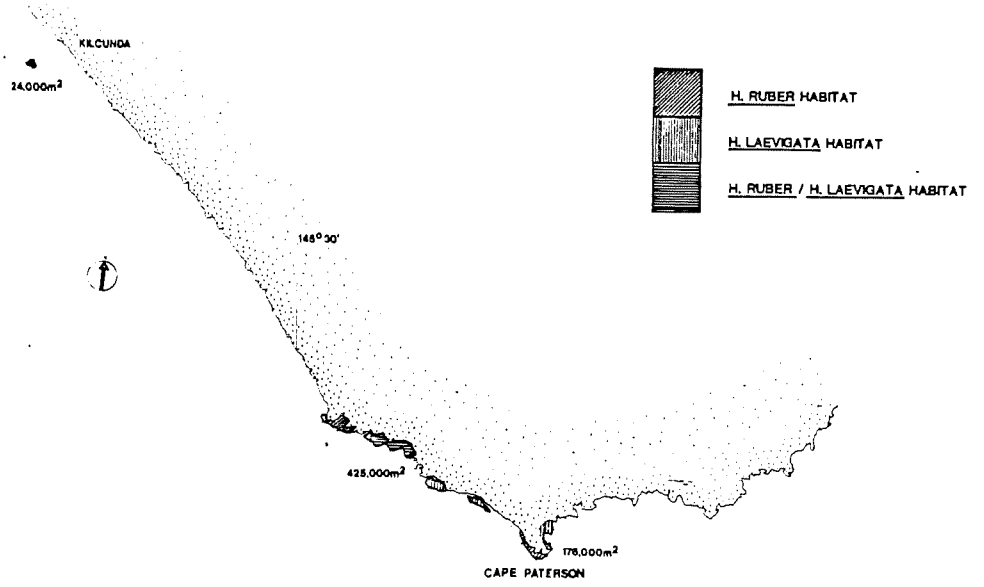 KILCUNDA
24,000m²
H. RUBER HABITAT
H. LAEVIGATA HABITAT
H. RUBER / H. LAEVIGATA HABITAT
145° 30'
425,000m²
176,000m²
CAPE PATERSON